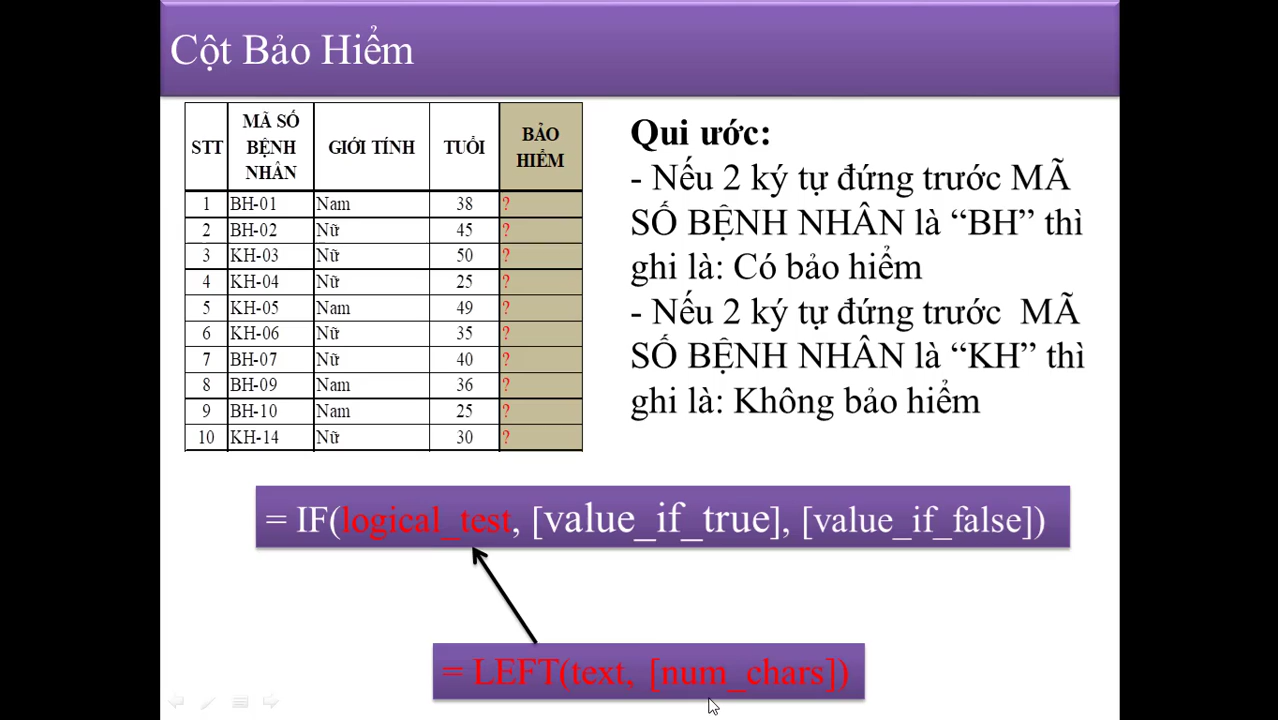 Cột Bảo Hiểm
STT MÃ SỐ BỆNH NHÂN GIỚI TÍNH TUỔI BẢO HIỂM
1 BH-01 Nam 38 ?
2 BH-02 Nữ 45 ?
3 KH-03 Nữ 50 ?
4 KH-04 Nữ 25 ?
5 KH-05 Nam 49 ?
6 KH-06 Nữ 35 ?
7 BH-07 Nữ 40 ?
8 BH-09 Nam 36 ?
9 BH-10 Nam 25 ?
10 KH-14 Nữ 30 ?
Qui ước:
- Nếu 2 ký tự đứng trước MÃ
SỐ BỆNH NHÂN là “BH” thì
ghi là: Có bảo hiểm
- Nếu 2 ký tự đứng trước MÃ
SỐ BỆNH NHÂN là “KH” thì
ghi là: Không bảo hiểm
= IF(logical_test, [value_if_true], [value_if_false])
= LEFT(text, [num_chars])